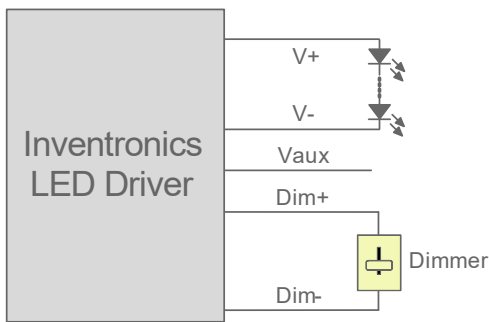 Inventronics
LED Driver
V+
V-
Vaux
Dim+
Dimmer
Dim-